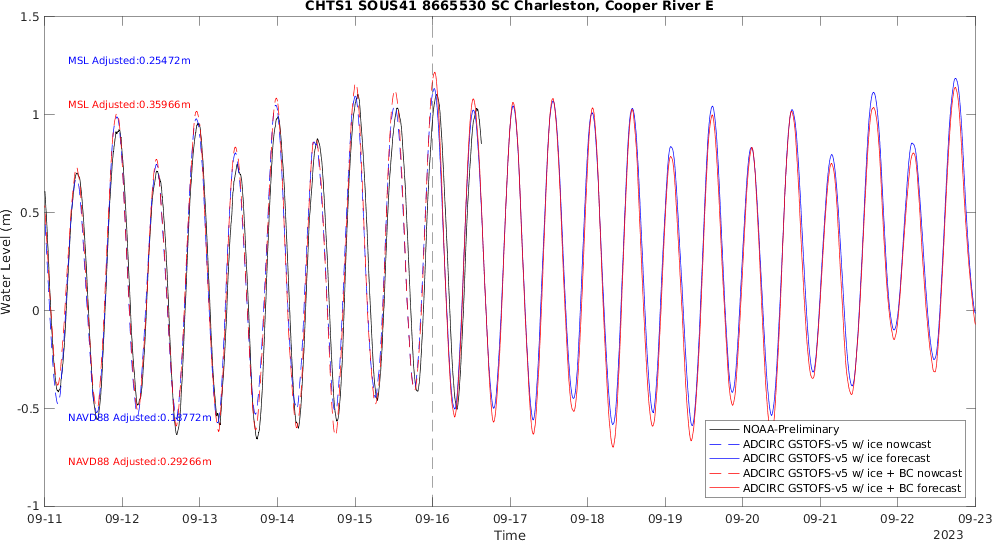 CHTS1 SOUS41 8665530 SC Charleston, Cooper River E
1.5
1
0.5
0
-0.5
-1
Water Level (m)
MSL Adjusted:0.25472m
MSL Adjusted:0.35966m
NAVD88 Adjusted:0.18772m
NAVD88 Adjusted:0.29266m
NOAA-Preliminary
ADCIRC GSTOFS-v5 w/ ice nowcast
ADCIRC GSTOFS-v5 w/ ice forecast
ADCIRC GSTOFS-v5 w/ ice + BC nowcast
ADCIRC GSTOFS-v5 w/ ice + BC forecast
09-11 09-12 09-13 09-14 09-15 09-16 09-17 09-18 09-19 09-20 09-21 09-22 09-23
Time
2023